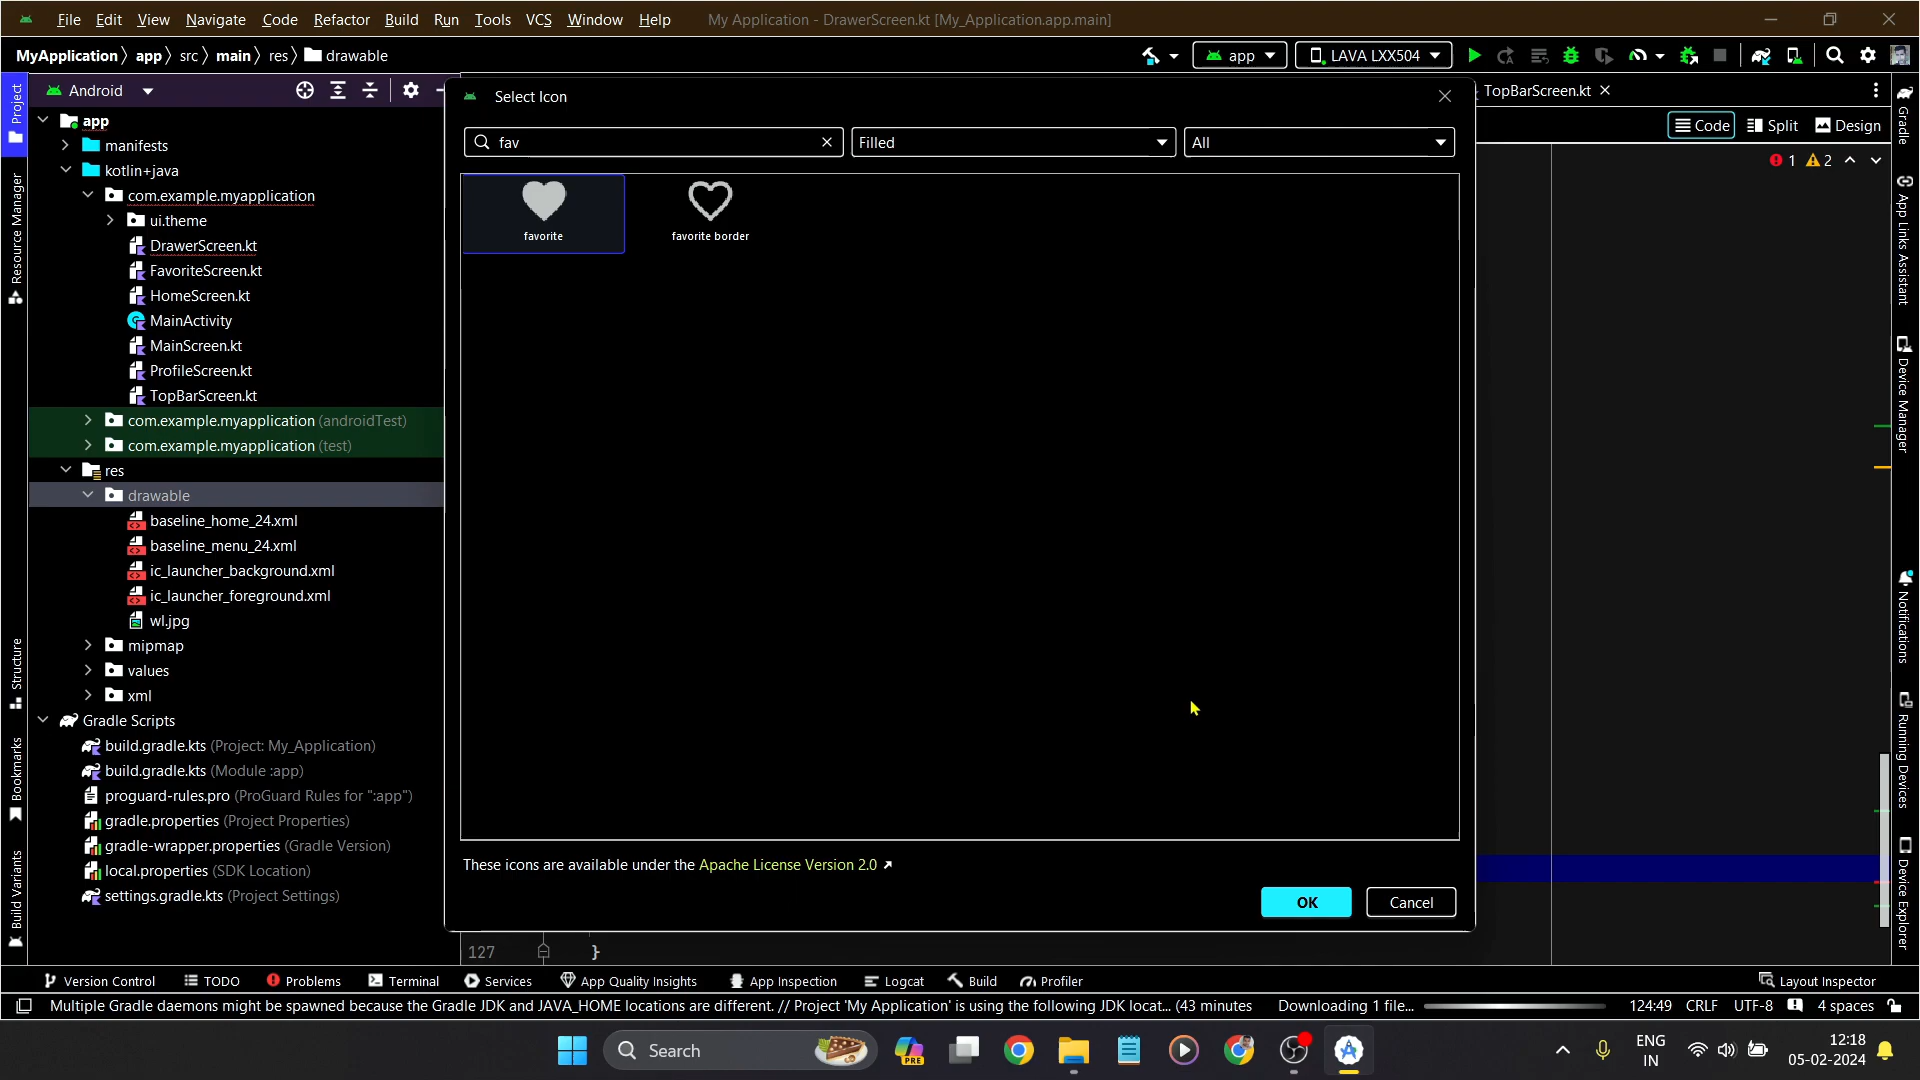 File Edit View Navigate Code Refactor Build Run Tools VCS Window Help My Application - DrawerScreen.kt [My_Application.app.main]
MyApplication app src main res drawable app LAVA LXX504
Android
Select Icon
TopBarScreen.kt
fav Filled All
Code Split Design
1 2
favorite favorite border
app
manifests
kotlin+java
com.example.myapplication
ui.theme
DrawerScreen.kt
FavoriteScreen.kt
HomeScreen.kt
MainActivity
MainScreen.kt
ProfileScreen.kt
TopBarScreen.kt
com.example.myapplication (androidTest)
com.example.myapplication (test)
res
drawable
baseline_home_24.xml
baseline_menu_24.xml
ic_launcher_background.xml
ic_launcher_foreground.xml
wl.jpg
mipmap
values
xml
Gradle Scripts
build.gradle.kts (Project: My_Application)
build.gradle.kts (Module :app)
proguard-rules.pro (ProGuard Rules for ":app")
gradle.properties (Project Properties)
gradle-wrapper.properties (Gradle Version)
local.properties (SDK Location)
settings.gradle.kts (Project Settings)
These icons are available under the Apache License Version 2.0
OK Cancel
127 }
Project
Resource Manager
Structure
Bookmarks
Build Variants
Gradle
App Links Assistant
Device Manager
Notifications
Running Devices
Device Explorer
Version Control TODO Problems Terminal Services App Quality Insights App Inspection Logcat Build Profiler Layout Inspector
Multiple Gradle daemons might be spawned because the Gradle JDK and JAVA_HOME locations are different. // Project 'My Application' is using the following JDK locat... (43 minutes Downloading 1 file... 124:49 CRLF UTF-8 4 spaces
Search
PRE
ENG
IN
12:18
05-02-2024